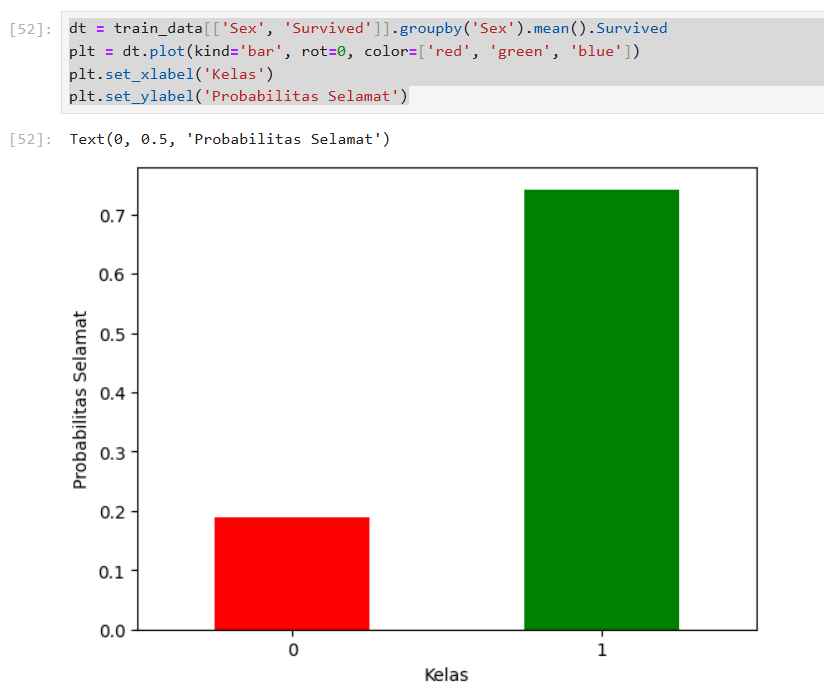 [52]: dt = train_data[['Sex', 'Survived']].groupby('Sex').mean().Survived
plt = dt.plot(kind='bar', rot=0, color=['red', 'green', 'blue'])
plt.set_xlabel('Kelas')
plt.set_ylabel('Probabilitas Selamat')
[52]: Text(0, 0.5, 'Probabilitas Selamat')
Probabilitas Selamat
0.7
0.6
0.5
0.4
0.3
0.2
0.1
0.0
0 1
Kelas